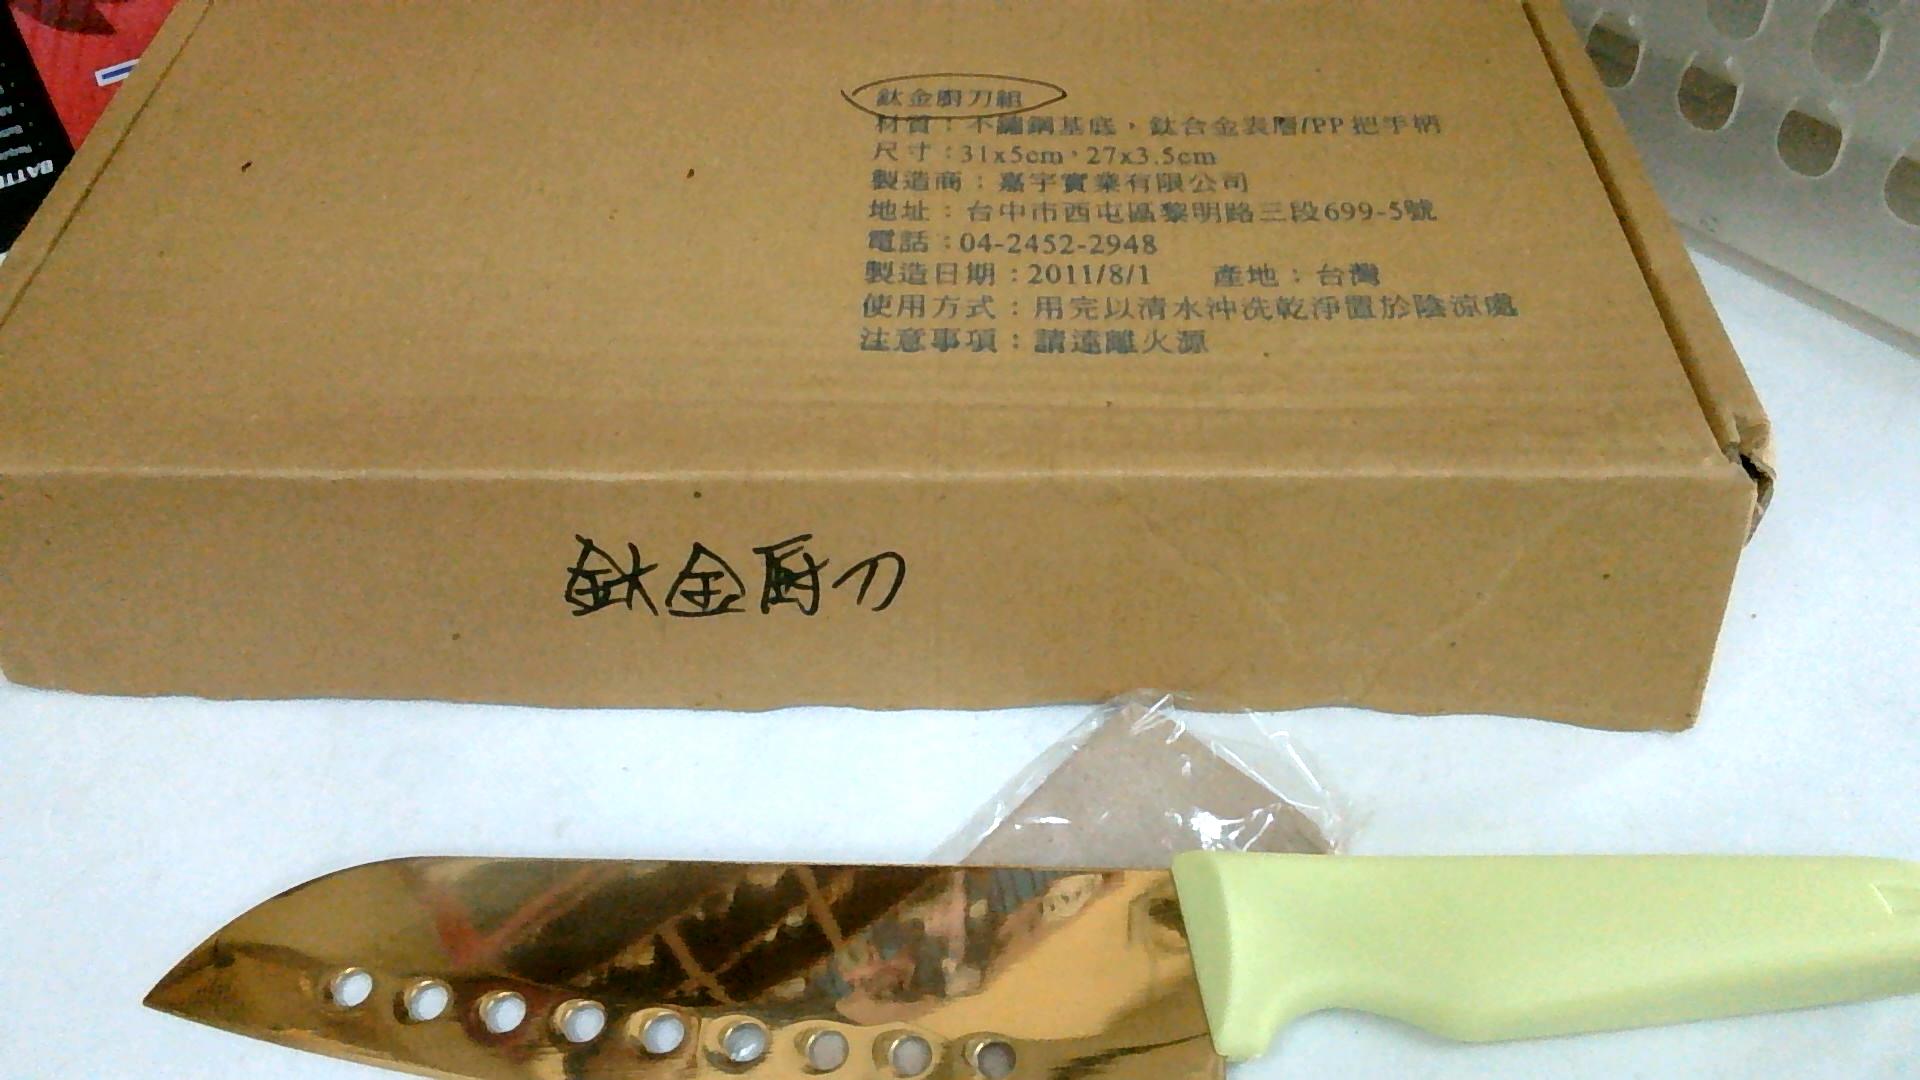 鈦金廚刀組
材質：不鏽鋼基底，鈦合金表層/PP把手柄
尺寸：31x5cm，27x3.5cm
製造商：嘉宇實業有限公司
地址：台中市西屯區黎明路三段699-5號
電話：04-2452-2948
製造日期：2011/8/1 產地：台灣
使用方式：用完以清水沖洗乾淨置於陰涼處
注意事項：請遠離火源
鈦金厨刀